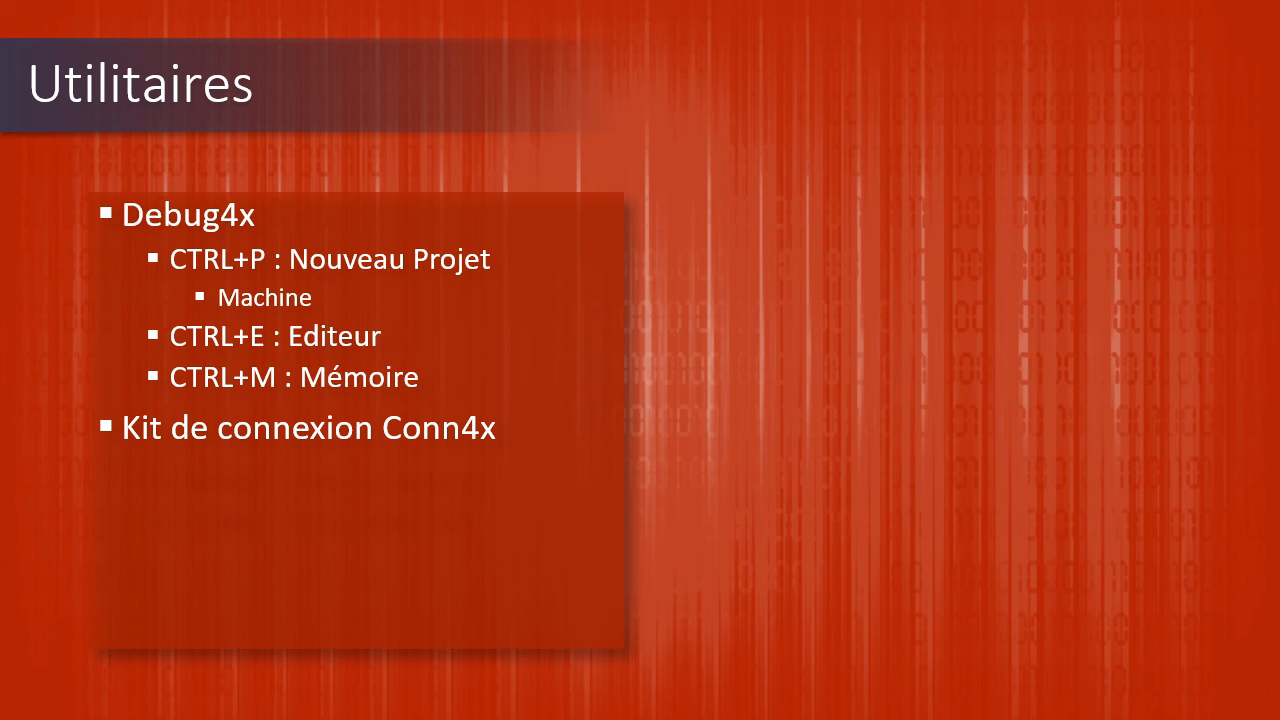 Utilitaires
Debug4x
CTRL+P : Nouveau Projet
Machine
CTRL+E : Editeur
CTRL+M : Mémoire
Kit de connexion Conn4x